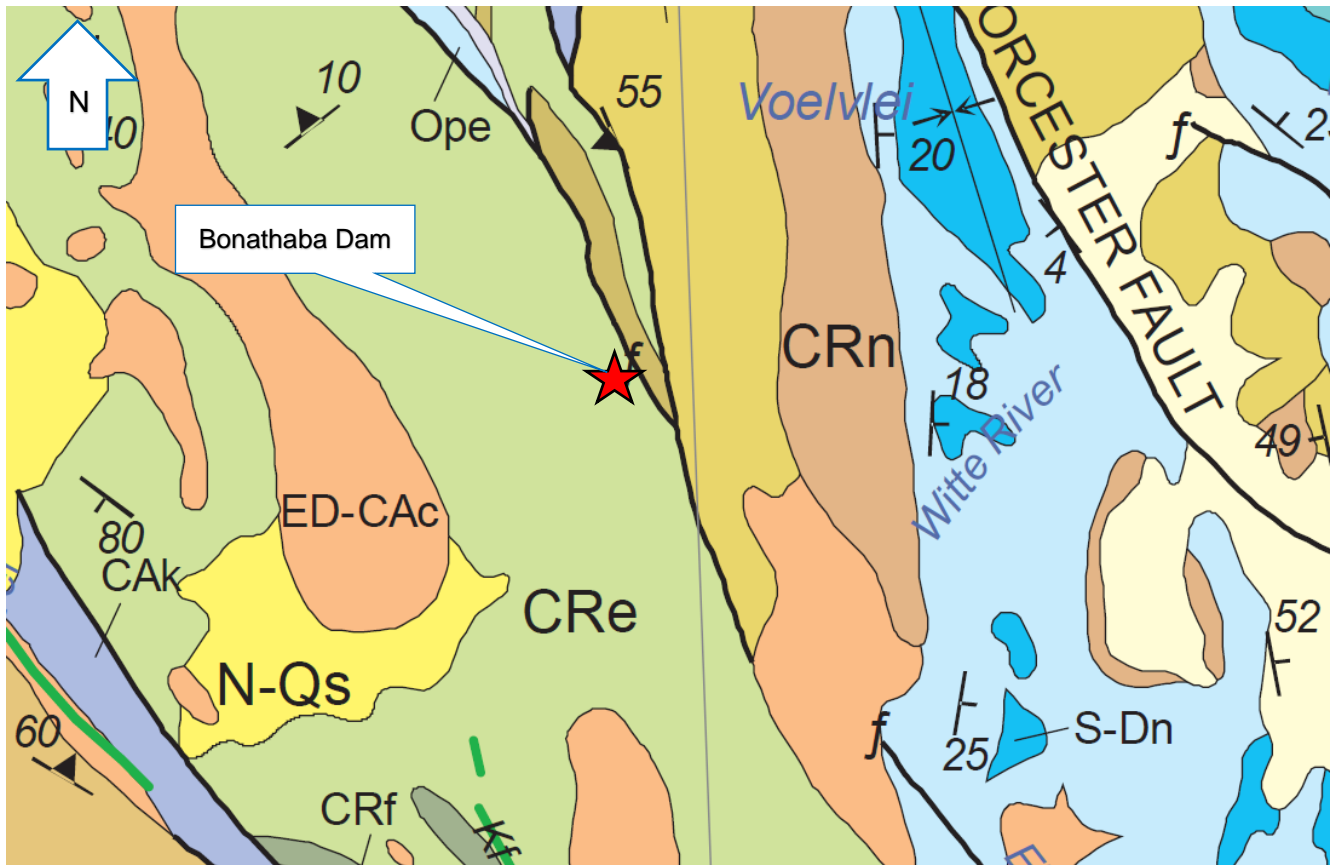 N
40
10
Ope
55
Voelvlei
20
ORCESTER FAULT
f
4
Bonathaba Dam
f
CRn
18
Witte River
49
ED-CAc
80
CAk
CRe
52
N-Qs
60
f
25
S-Dn
CRf
Kf